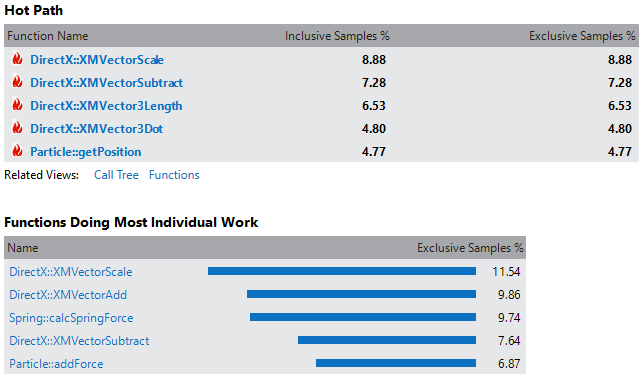 Hot Path
Function Name Inclusive Samples % Exclusive Samples %
DirectX::XMVectorScale 8.88 8.88
DirectX::XMVectorSubtract 7.28 7.28
DirectX::XMVector3Length 6.53 6.53
DirectX::XMVector3Dot 4.80 4.80
Particle::getPosition 4.77 4.77
Related Views: Call Tree Functions
Functions Doing Most Individual Work
Name Exclusive Samples %
DirectX::XMVectorScale 11.54
DirectX::XMVectorAdd 9.86
Spring::calcSpringForce 9.74
DirectX::XMVectorSubtract 7.64
Particle::addForce 6.87